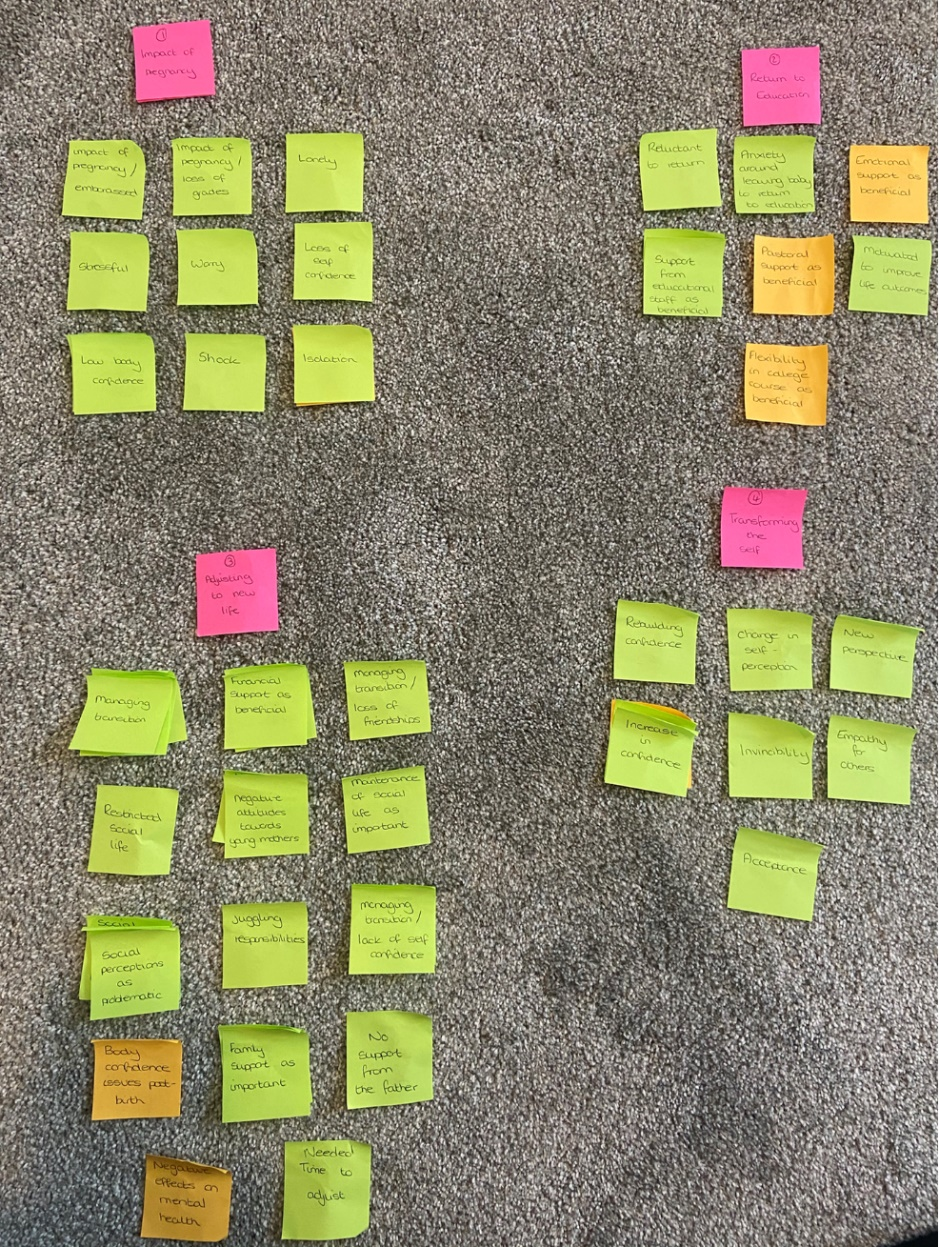 ①
Impact of
pregnancy
impact of
pregnancy /
embarassed
Impact of
pegnancy /
loss of
grades
Lonely
Stressful
Worry
Loss of
Self
confidence
Low body
confidence
Shock
Isolation
②
Return to
Education
Reluctant
to return
Anxiety
around
leaving baby
to return
to education
Emotional
support as
beneficial
Support
from
educational
staff as
beneficial
Pastoral
support as
beneficial
Motivated
to improve
life outcomes
Flexibility
in college
course as
beneficial
③
Adjusting
to new
life
Managing
transition
Financial
support as
beneficial
managing
transition /
loss of
friendships
Restricted
Social
life
Negative
attitudes
towards
young mothers
maintenance
of social
life as
important
Social
Social
perceptions
as
problematic
Juggling
responsibilities
managing
transition /
lack of self
confidence
Body
confidence
issues post-
birth
Family
support as
important
No
Support
from
the father
Negative
effects on
mental
health
Needed
Time to
adjust
④
Transforming
the
self
Rebuilding
confidence
Change in
self -
perception
New
perspective
Increase
in
confidence
Invincibility
Empathy
for
others
Acceptance